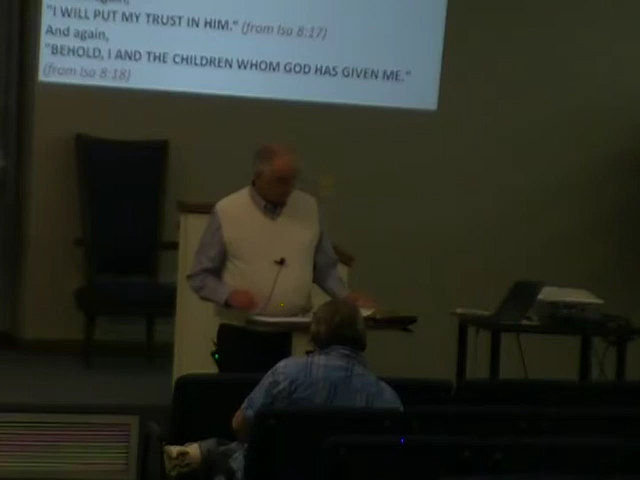 "I WILL PUT MY TRUST IN HIM." (from Isa 8:17)
And again,
"BEHOLD, I AND THE CHILDREN WHOM GOD HAS GIVEN ME."
(from Isa 8:18)